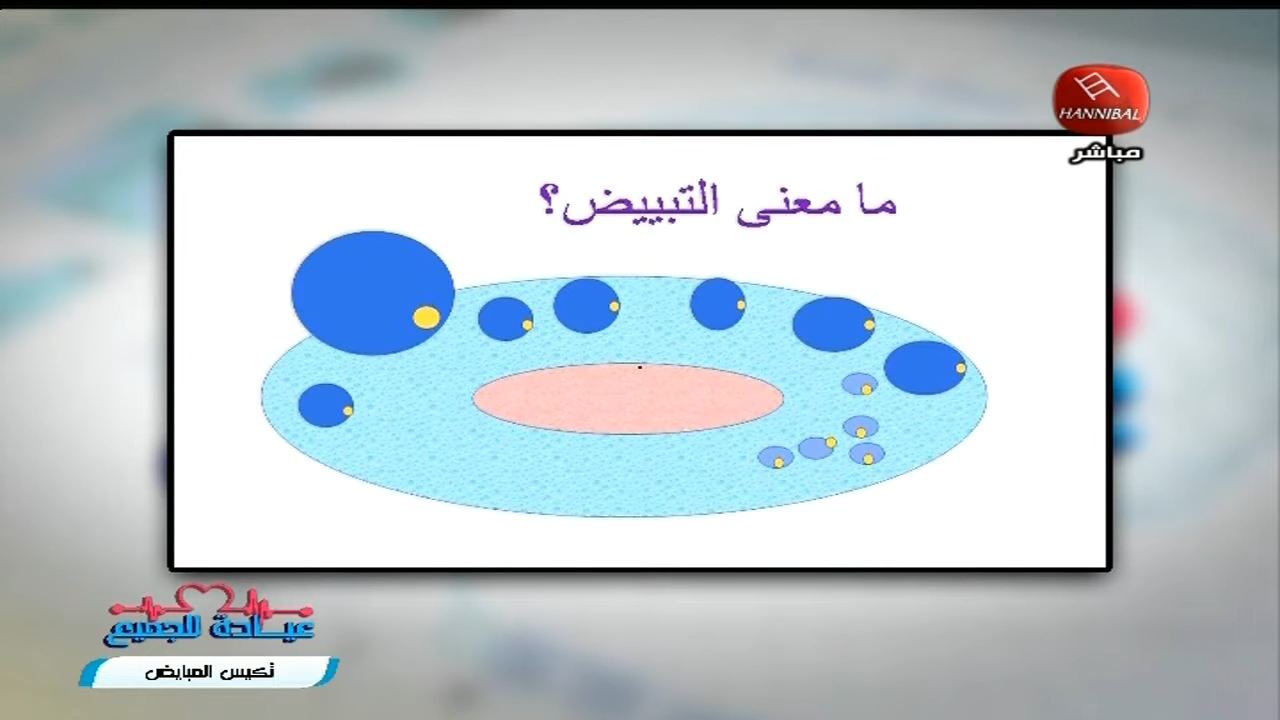 HANNIBAL
مباشر
ما معنى التبييض؟
عيادة للجميع
تكيس المبايض